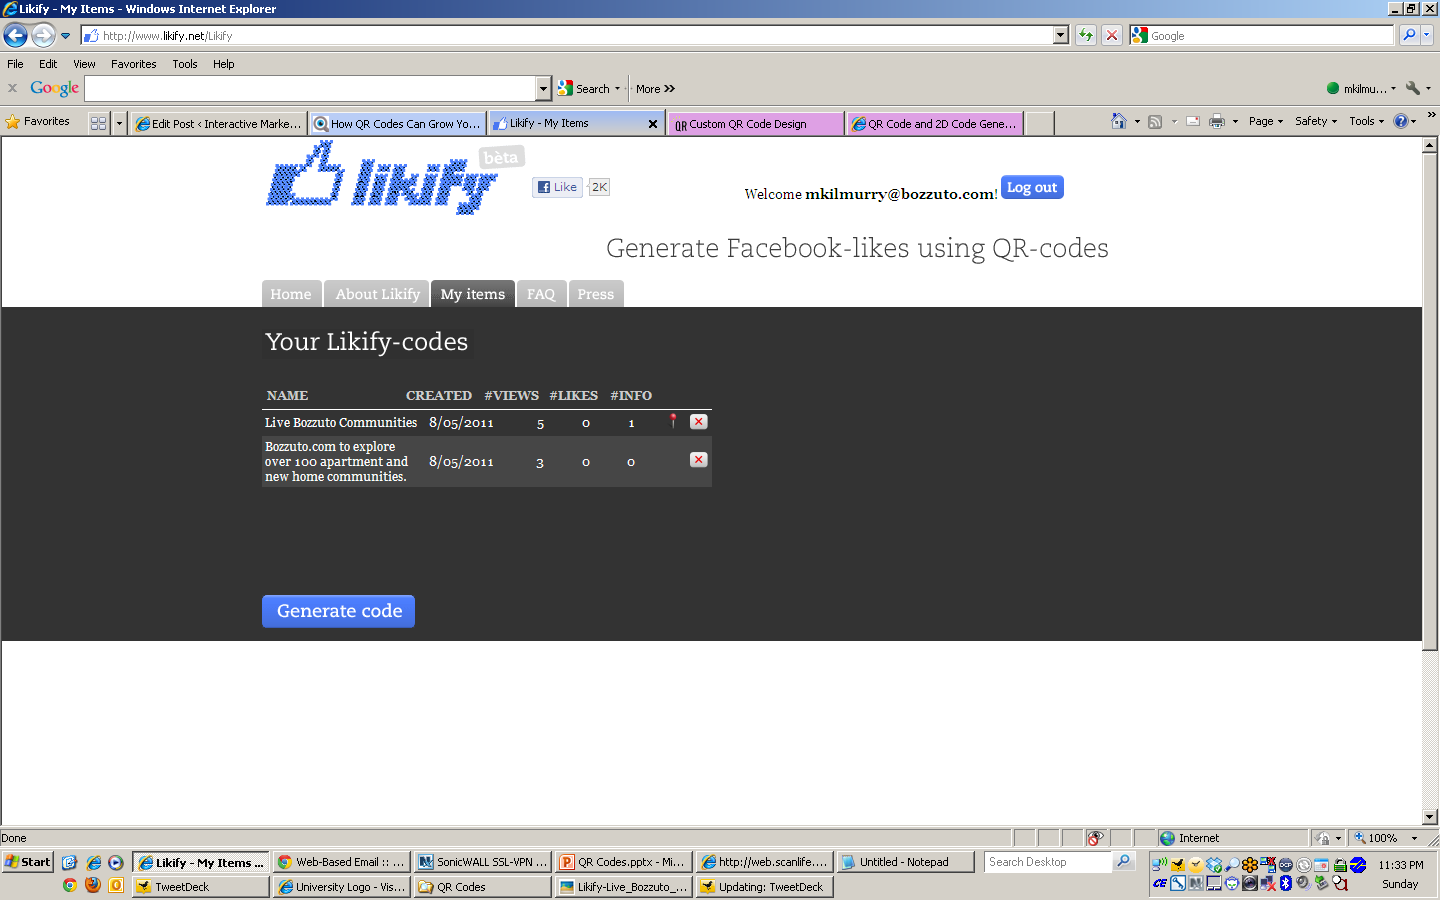 Likify - My Items - Windows Internet Explorer
http://www.likify.net/Likify
Google
File Edit View Favorites Tools Help
Google Search More mkilmu...
Favorites Edit Post ‹ Interactive Marke... How QR Codes Can Grow Yo... Likify - My Items QR Custom QR Code Design QR Code and 2D Code Gene... Page Safety Tools
likify bèta
Like 2K
Welcome mkilmurry@bozzuto.com! Log out
Generate Facebook-likes using QR-codes
Home About Likify My items FAQ Press
Your Likify-codes
NAME CREATED #VIEWS #LIKES #INFO
Live Bozzuto Communities 8/05/2011 5 0 1
Bozzuto.com to explore
over 100 apartment and 8/05/2011 3 0 0
new home communities.
Generate code
Done Internet 100%
Start Likify - My Items ... Web-Based Email :: ... SonicWALL SSL-VPN ... QR Codes.pptx - Mi... http://web.scanlife.... Untitled - Notepad Search Desktop 11:33 PM
TweetDeck University Logo - Vis... QR Codes Likify-Live_Bozzuto_... Updating: TweetDeck Sunday